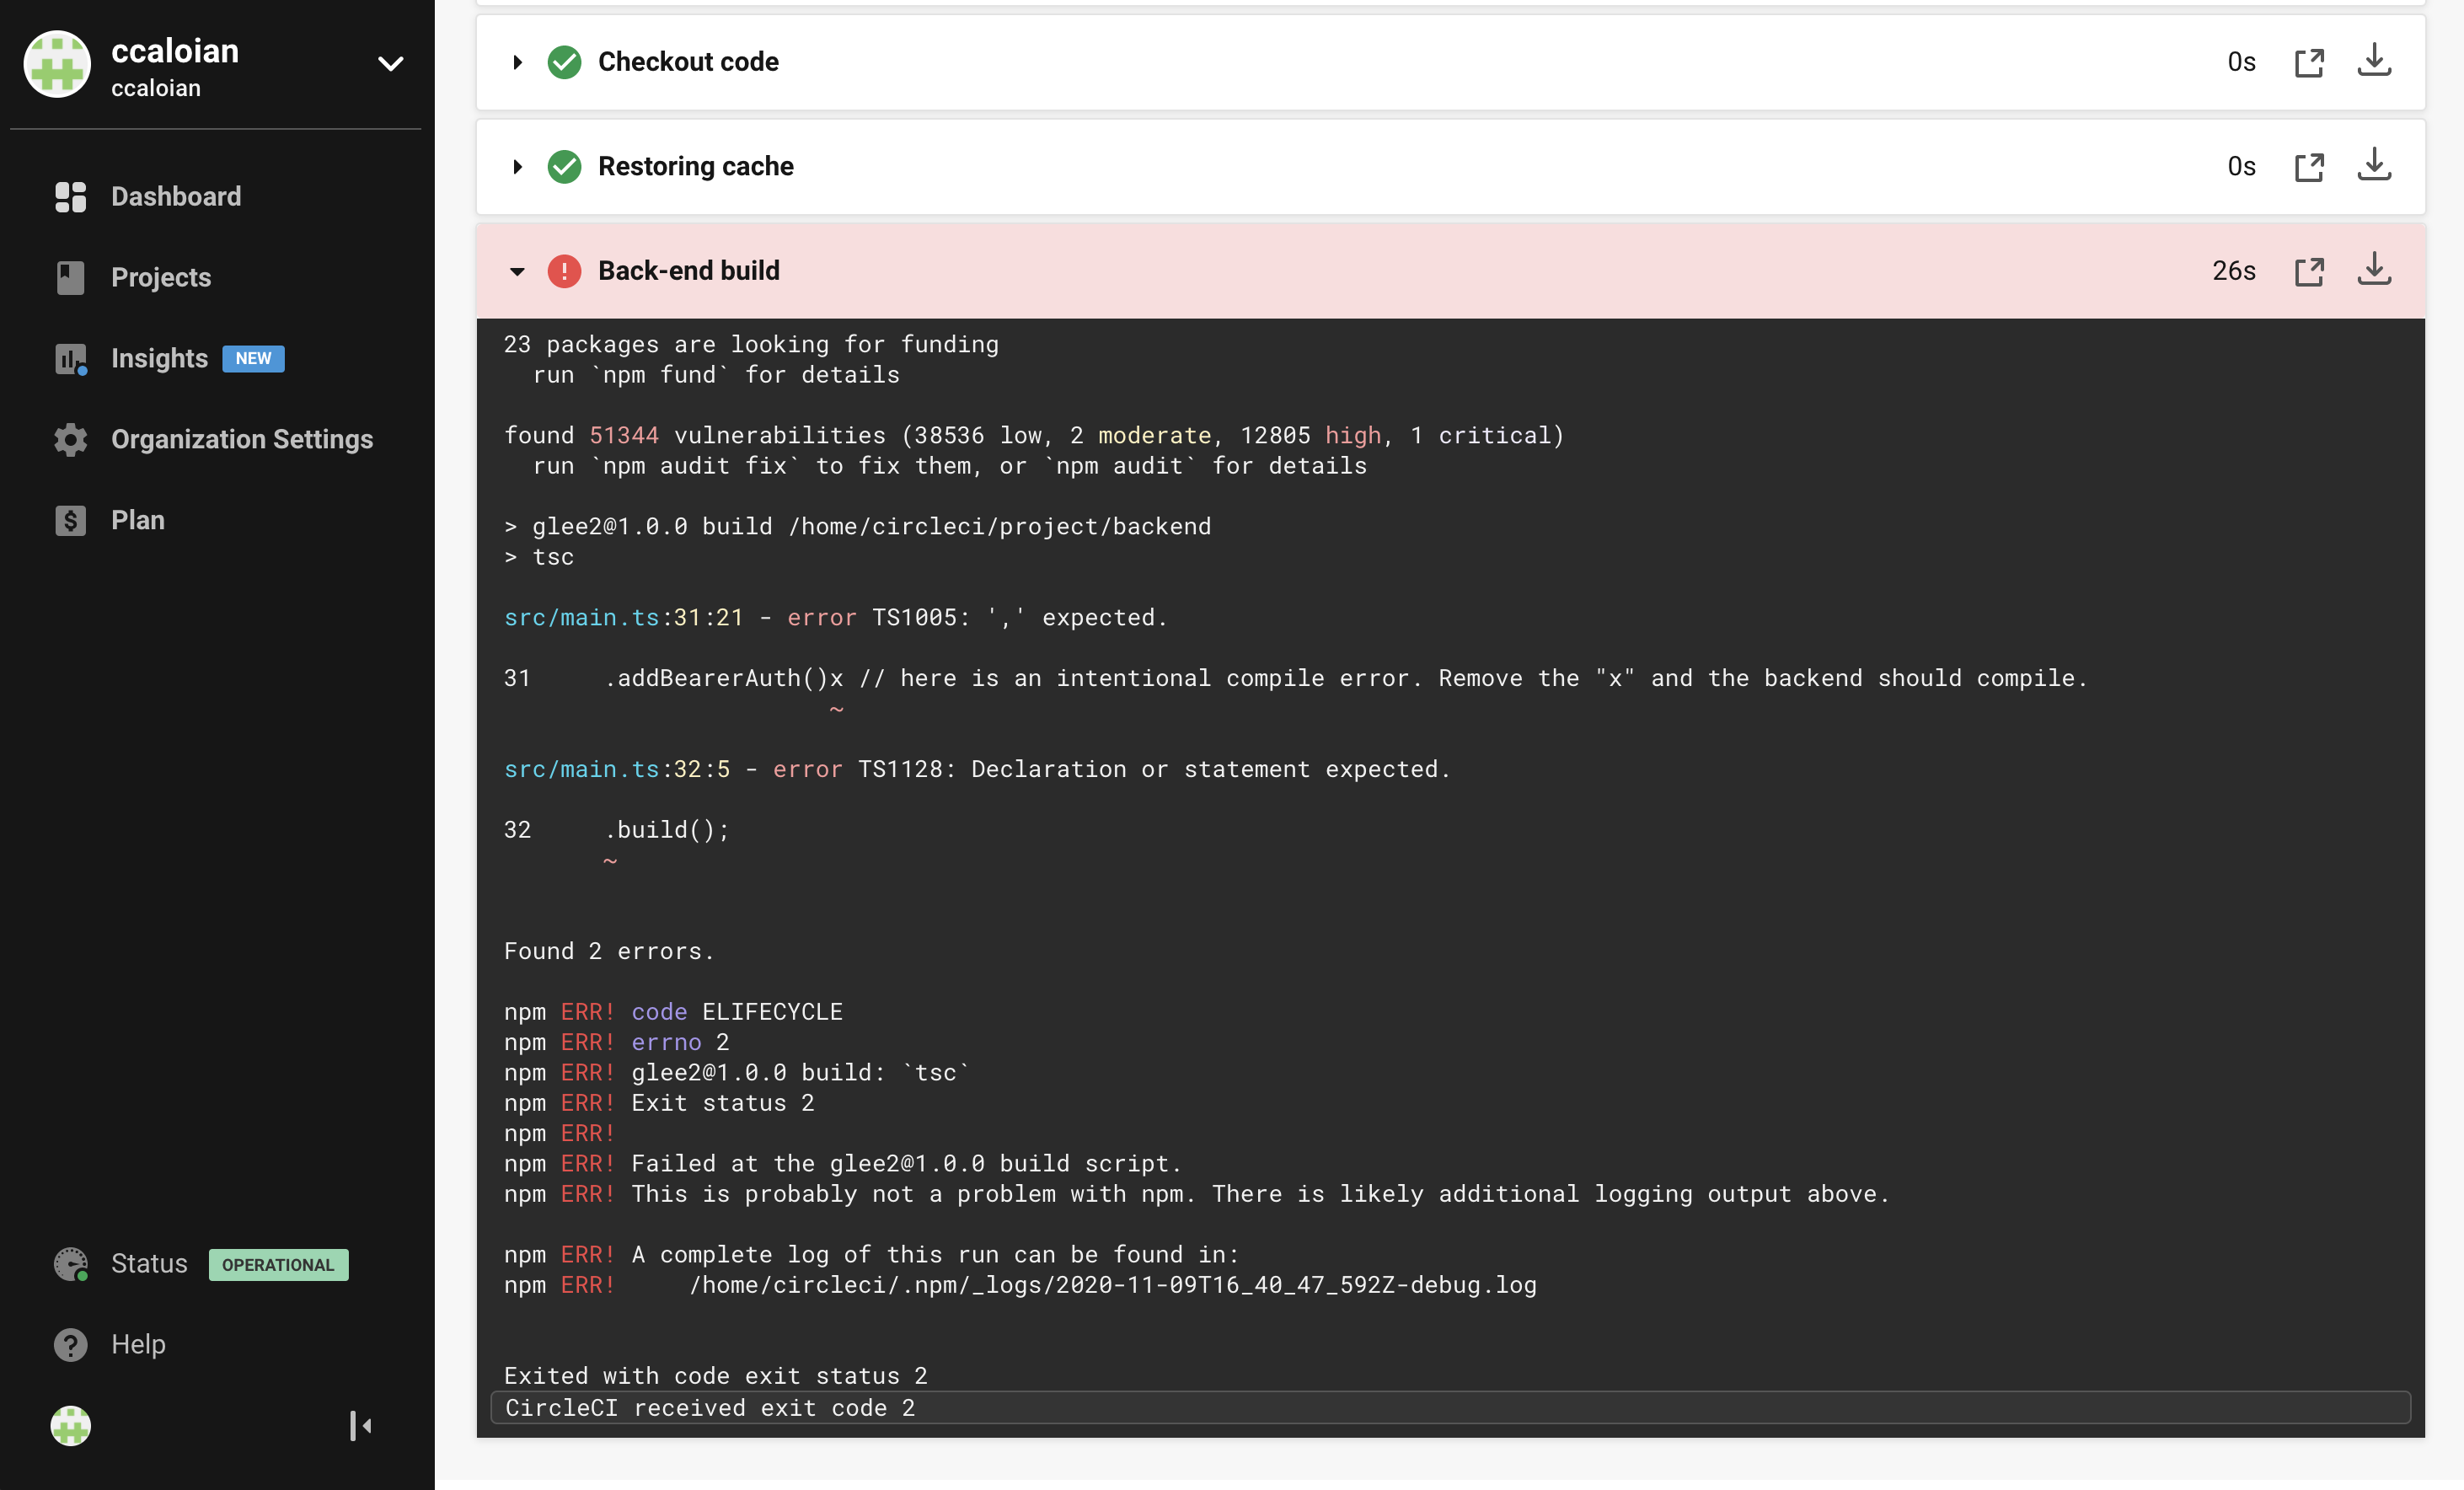 ccaloian
ccaloian
Dashboard
Projects
Insights NEW
Organization Settings
Plan
Status OPERATIONAL
Help
Checkout code 0s
Restoring cache 0s
Back-end build 26s
23 packages are looking for funding
  run `npm fund` for details
found 51344 vulnerabilities (38536 low, 2 moderate, 12805 high, 1 critical)
  run `npm audit fix` to fix them, or `npm audit` for details
> glee2@1.0.0 build /home/circleci/project/backend
> tsc
src/main.ts:31:21 - error TS1005: ',' expected.
31     .addBearerAuth()x // here is an intentional compile error. Remove the "x" and the backend should compile.
                       ~
src/main.ts:32:5 - error TS1128: Declaration or statement expected.
32     .build();
       ~
Found 2 errors.
npm ERR! code ELIFECYCLE
npm ERR! errno 2
npm ERR! glee2@1.0.0 build: `tsc`
npm ERR! Exit status 2
npm ERR!
npm ERR! Failed at the glee2@1.0.0 build script.
npm ERR! This is probably not a problem with npm. There is likely additional logging output above.
npm ERR! A complete log of this run can be found in:
npm ERR!     /home/circleci/.npm/_logs/2020-11-09T16_40_47_592Z-debug.log
Exited with code exit status 2
CircleCI received exit code 2